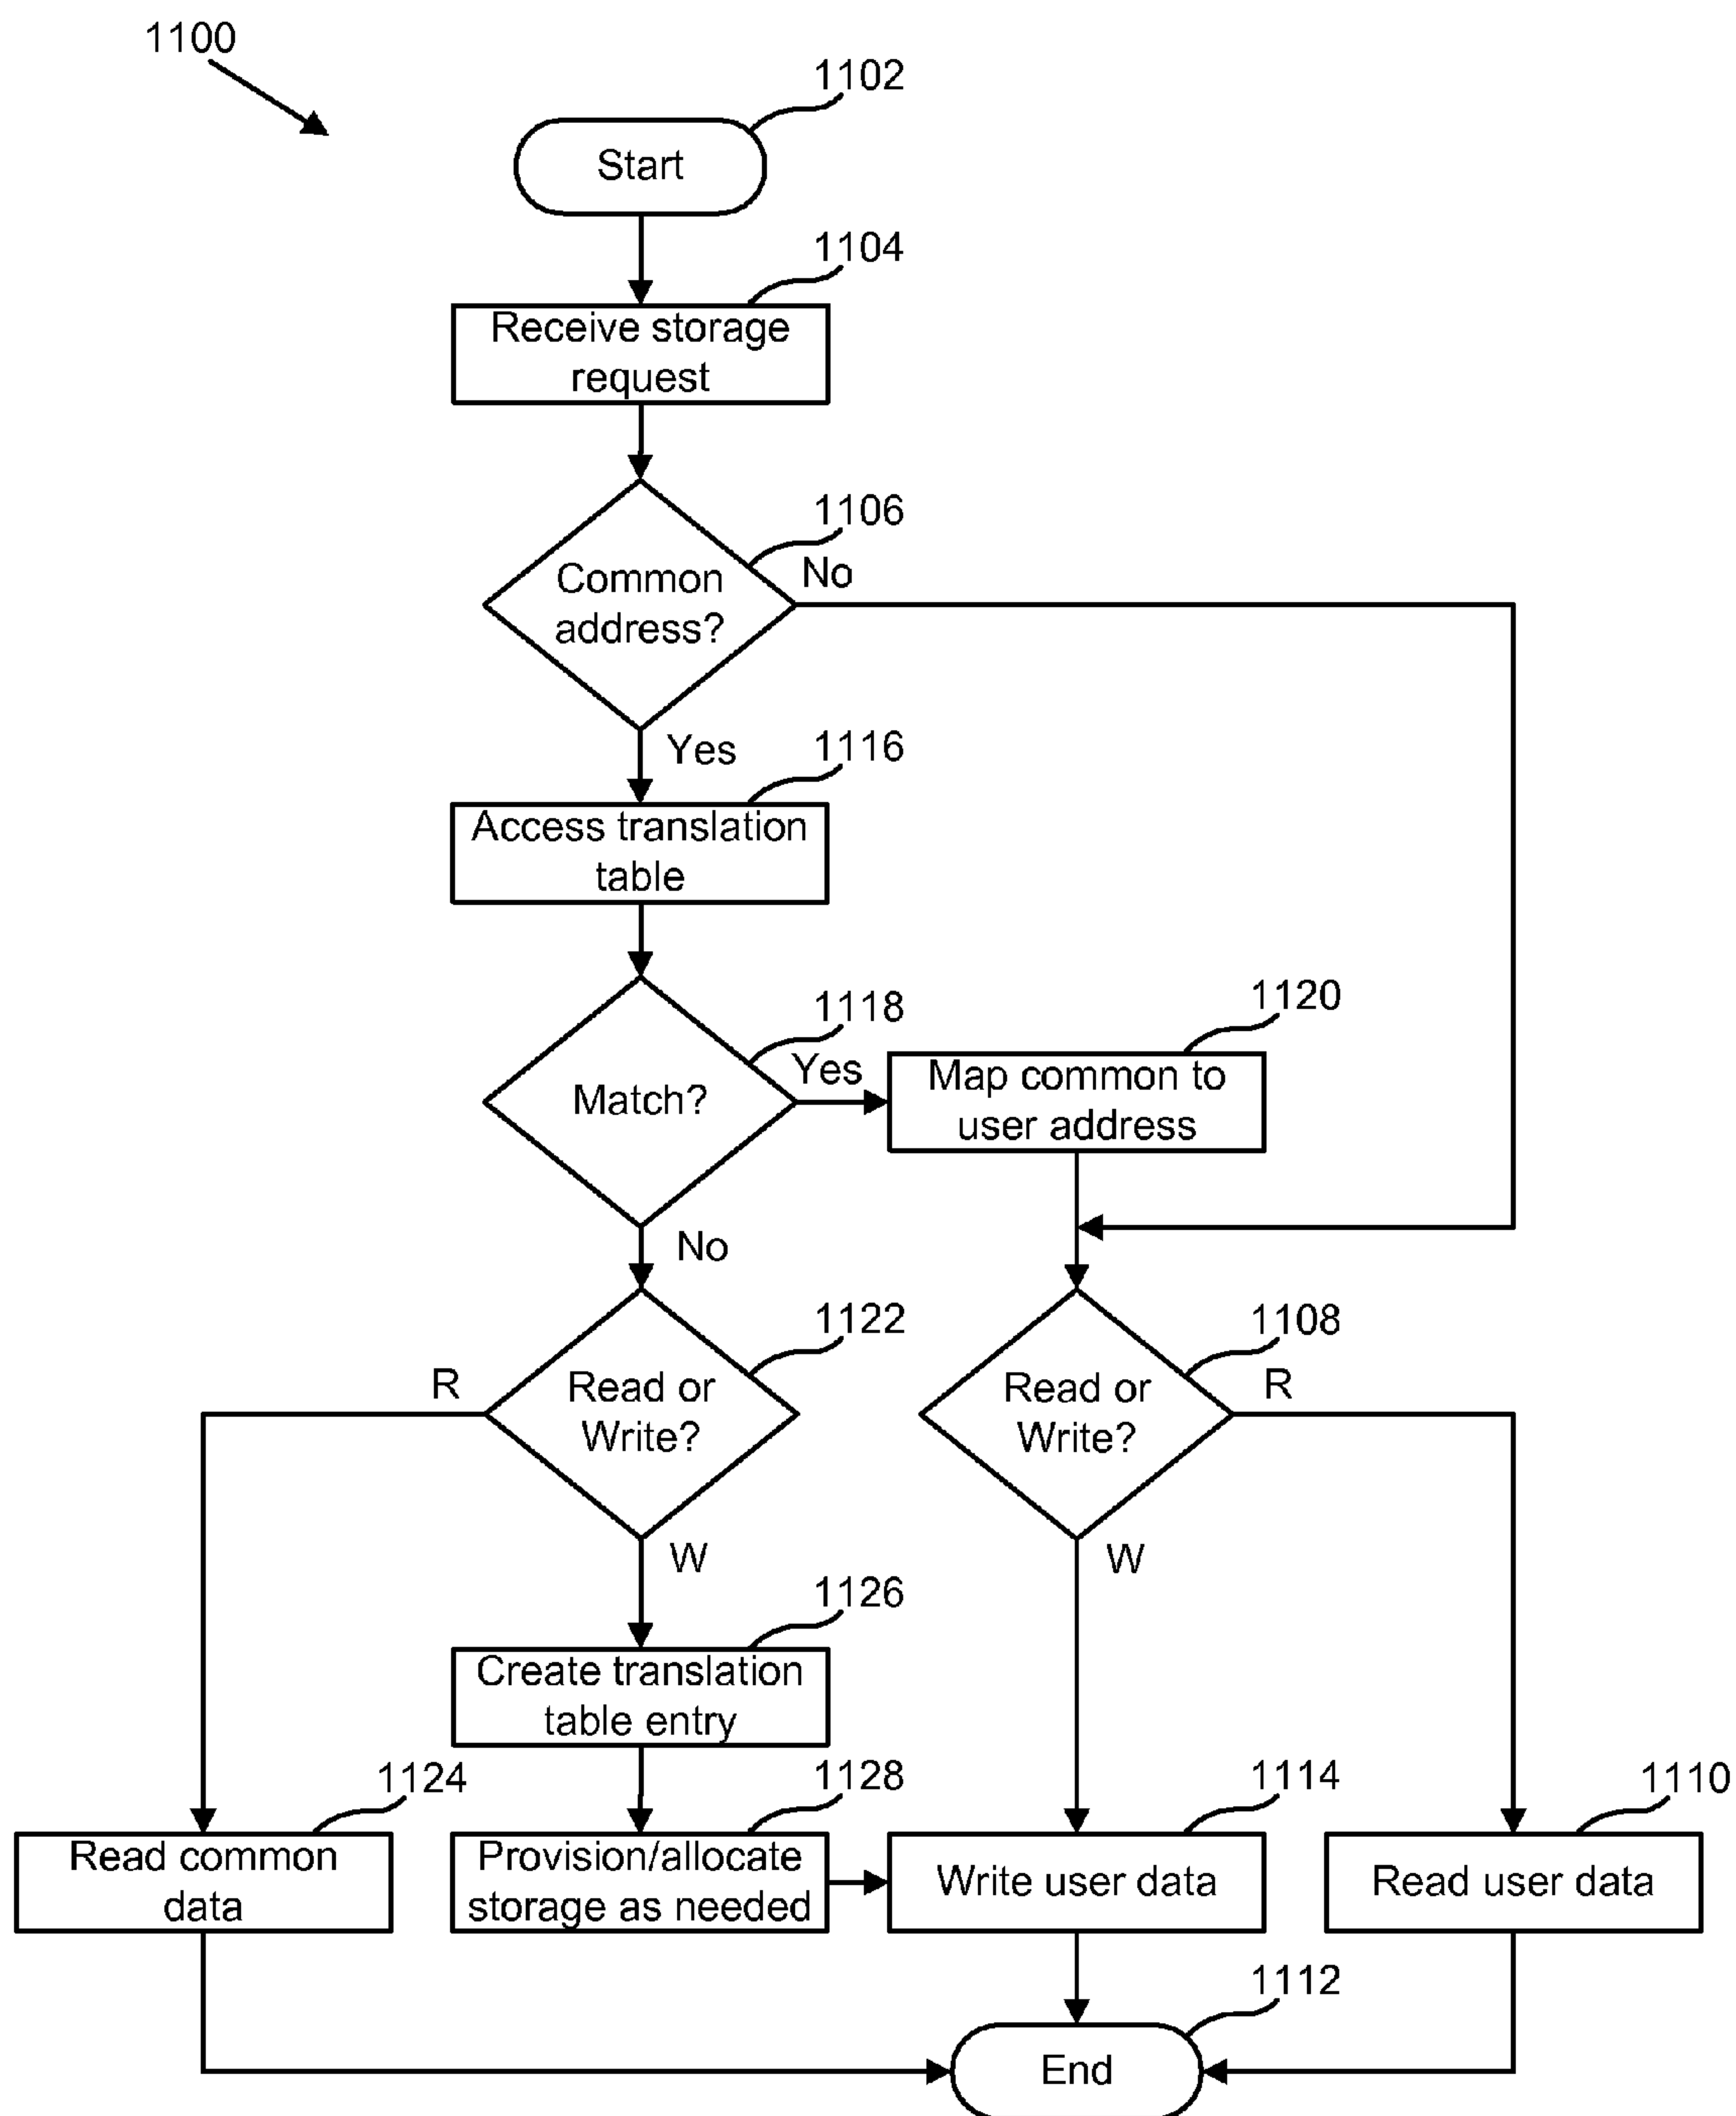 1100
1102
Start
1104
Receive storage
request
1106
Common
address?
No
Yes
1116
Access translation
table
1118
Match?
Yes
1120
Map common to
user address
No
1122
Read or
Write?
R
W
1108
Read or
Write?
R
W
1126
Create translation
table entry
1124
Read common
data
1128
Provision/allocate
storage as needed
1114
Write user data
1110
Read user data
1112
End